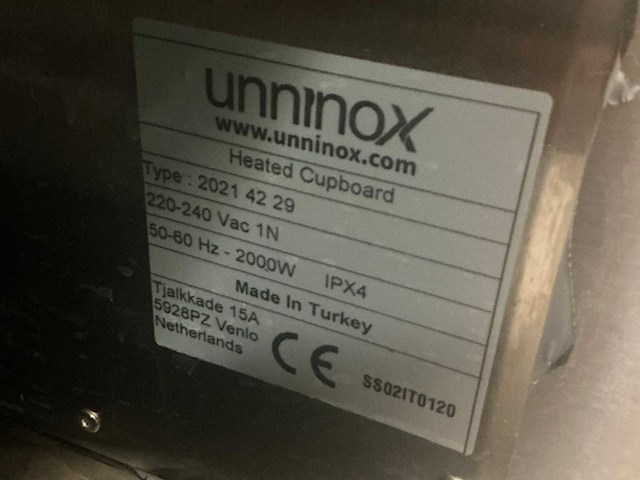 unninox
www.unninox.com
Heated Cupboard
Type : 2021 42 29
220-240 Vac 1N
50-60 Hz - 2000W IPX4
Made In Turkey
Tjalkkade 15A
5928PZ Venlo
Netherlands
CE
SS02IT0120